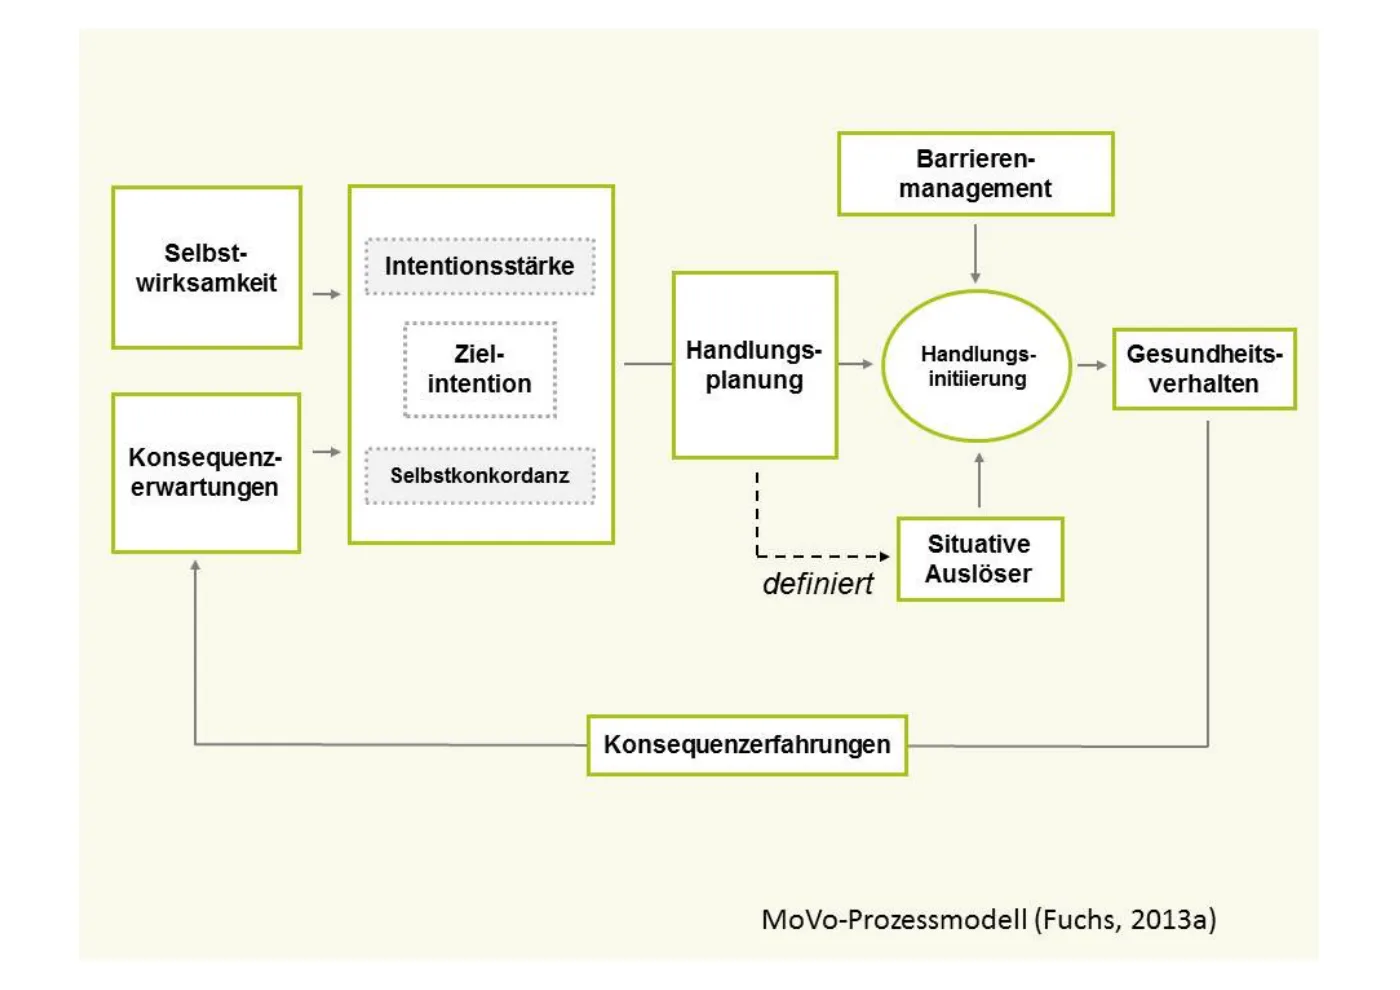 Barrieren-
management
Selbst-
wirksamkeit
Intentionsstärke
Ziel-
intention
Selbstkonkordanz
Konsequenz-
erwartungen
Handlungs-
planung
Handlungs-
initiierung
Gesundheits-
verhalten
Situative
Auslöser
definiert
Konsequenzerfahrungen
MoVo-Prozessmodell (Fuchs, 2013a)